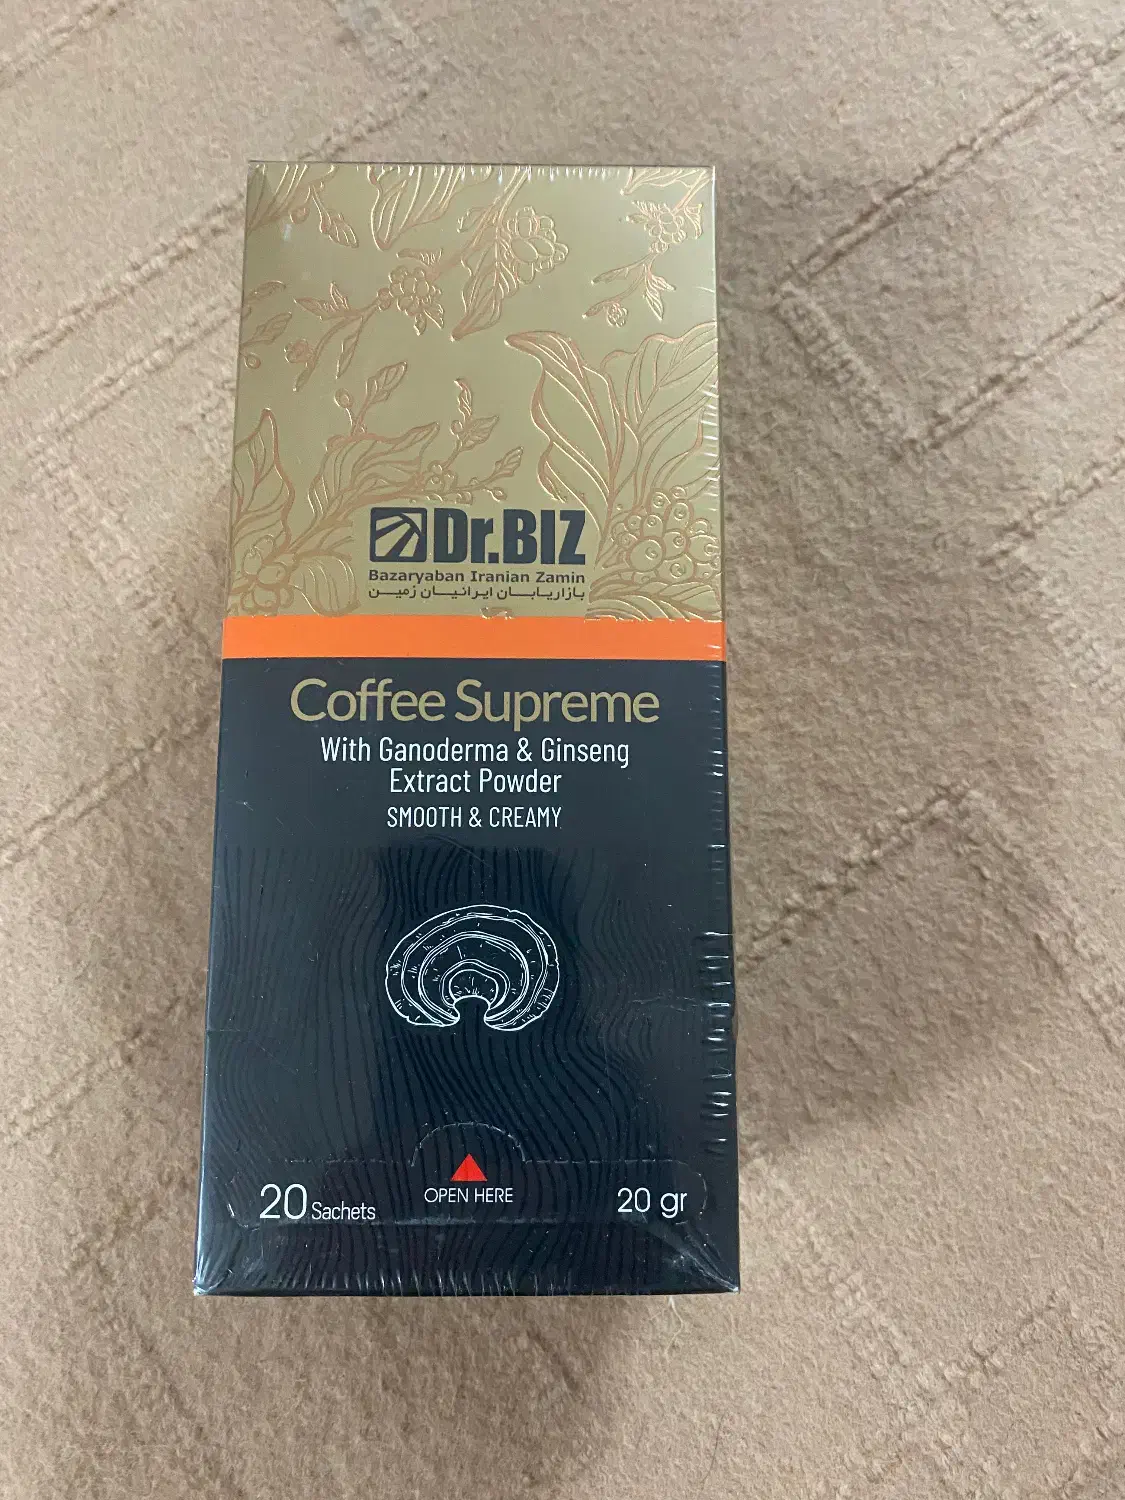 Dr.BIZ
Bazaryaban Iranian Zamin
بازاریابان ایرانیان زمین
Coffee Supreme
With Ganoderma & Ginseng
Extract Powder
SMOOTH & CREAMY
OPEN HERE
20 Sachets
20 gr